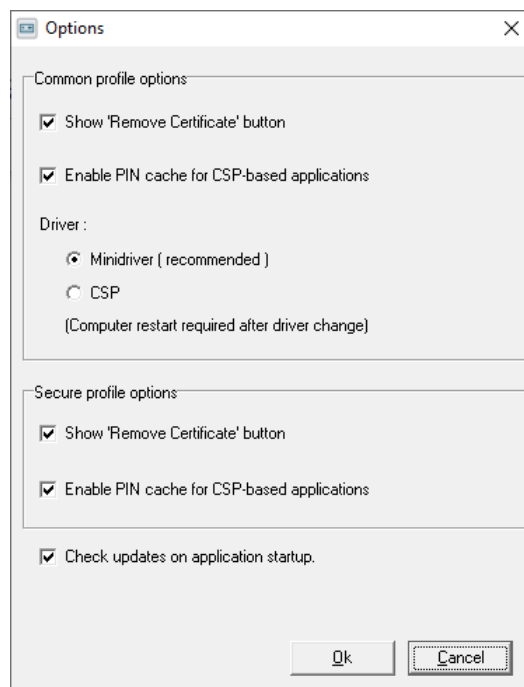 Options
Common profile options
Show 'Remove Certificate' button
Enable PIN cache for CSP-based applications
Driver :
Minidriver ( recommended )
CSP
(Computer restart required after driver change)
Secure profile options
Show 'Remove Certificate' button
Enable PIN cache for CSP-based applications
Check updates on application startup.
Ok Cancel